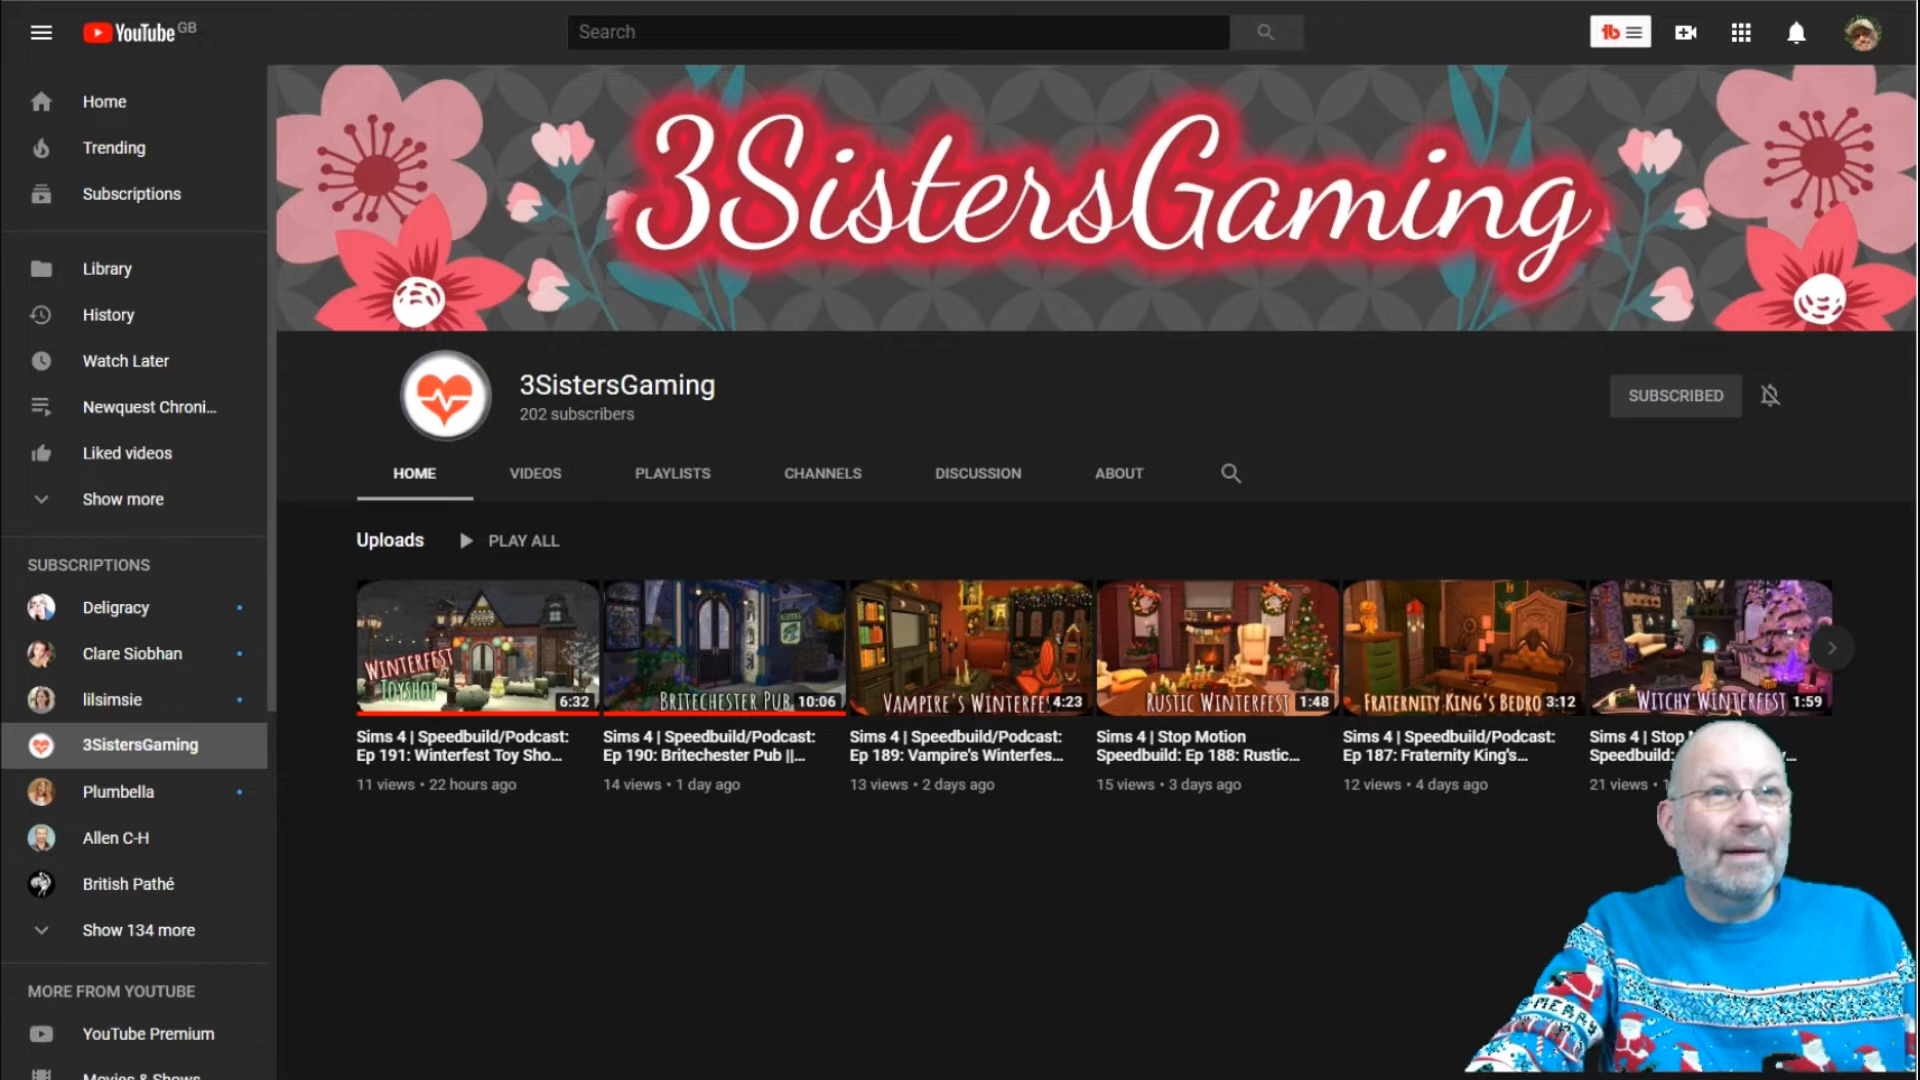 YouTube GB
Search
tb
Home
Trending
Subscriptions
Library
History
Watch Later
Newquest Chroni...
Liked videos
Show more
SUBSCRIPTIONS
Deligracy
Clare Siobhan
lilsimsie
3SistersGaming
Plumbella
Allen C-H
British Pathé
Show 134 more
MORE FROM YOUTUBE
YouTube Premium
Movies & Shows
3SistersGaming
3SistersGaming
202 subscribers
SUBSCRIBED
HOME
VIDEOS
PLAYLISTS
CHANNELS
DISCUSSION
ABOUT
Uploads
PLAY ALL
WINTERFEST
TOYSHOP
6:32
Sims 4 | Speedbuild/Podcast:
Ep 191: Winterfest Toy Sho...
11 views • 22 hours ago
BRITECHESTER PUB
10:06
Sims 4 | Speedbuild/Podcast:
Ep 190: Britechester Pub ||...
14 views • 1 day ago
VAMPIRE'S WINTERFE
4:23
Sims 4 | Speedbuild/Podcast:
Ep 189: Vampire's Winterfes...
13 views • 2 days ago
RUSTIC WINTERFEST
1:48
Sims 4 | Stop Motion
Speedbuild: Ep 188: Rustic...
15 views • 3 days ago
FRATERNITY KING'S BEDRO
3:12
Sims 4 | Speedbuild/Podcast:
Ep 187: Fraternity King's...
12 views • 4 days ago
WITCHY WINTERFEST
1:59
Sims 4 |
Speedbuild:
21 views •
MERRY